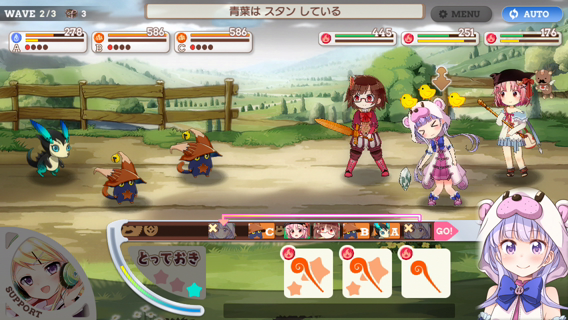 WAVE 2/3 3
青葉は スタン している
MENU
AUTO
A 278
B 586
C 586
445
251
176
C B A GO!
とっておき
SUPPORT